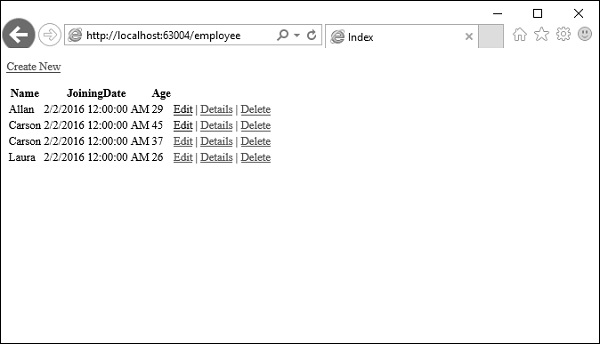 http://localhost:63004/employee
Index
Create New
Name JoiningDate Age
Allan 2/2/2016 12:00:00 AM 29 Edit | Details | Delete
Carson 2/2/2016 12:00:00 AM 45 Edit | Details | Delete
Carson 2/2/2016 12:00:00 AM 37 Edit | Details | Delete
Laura 2/2/2016 12:00:00 AM 26 Edit | Details | Delete